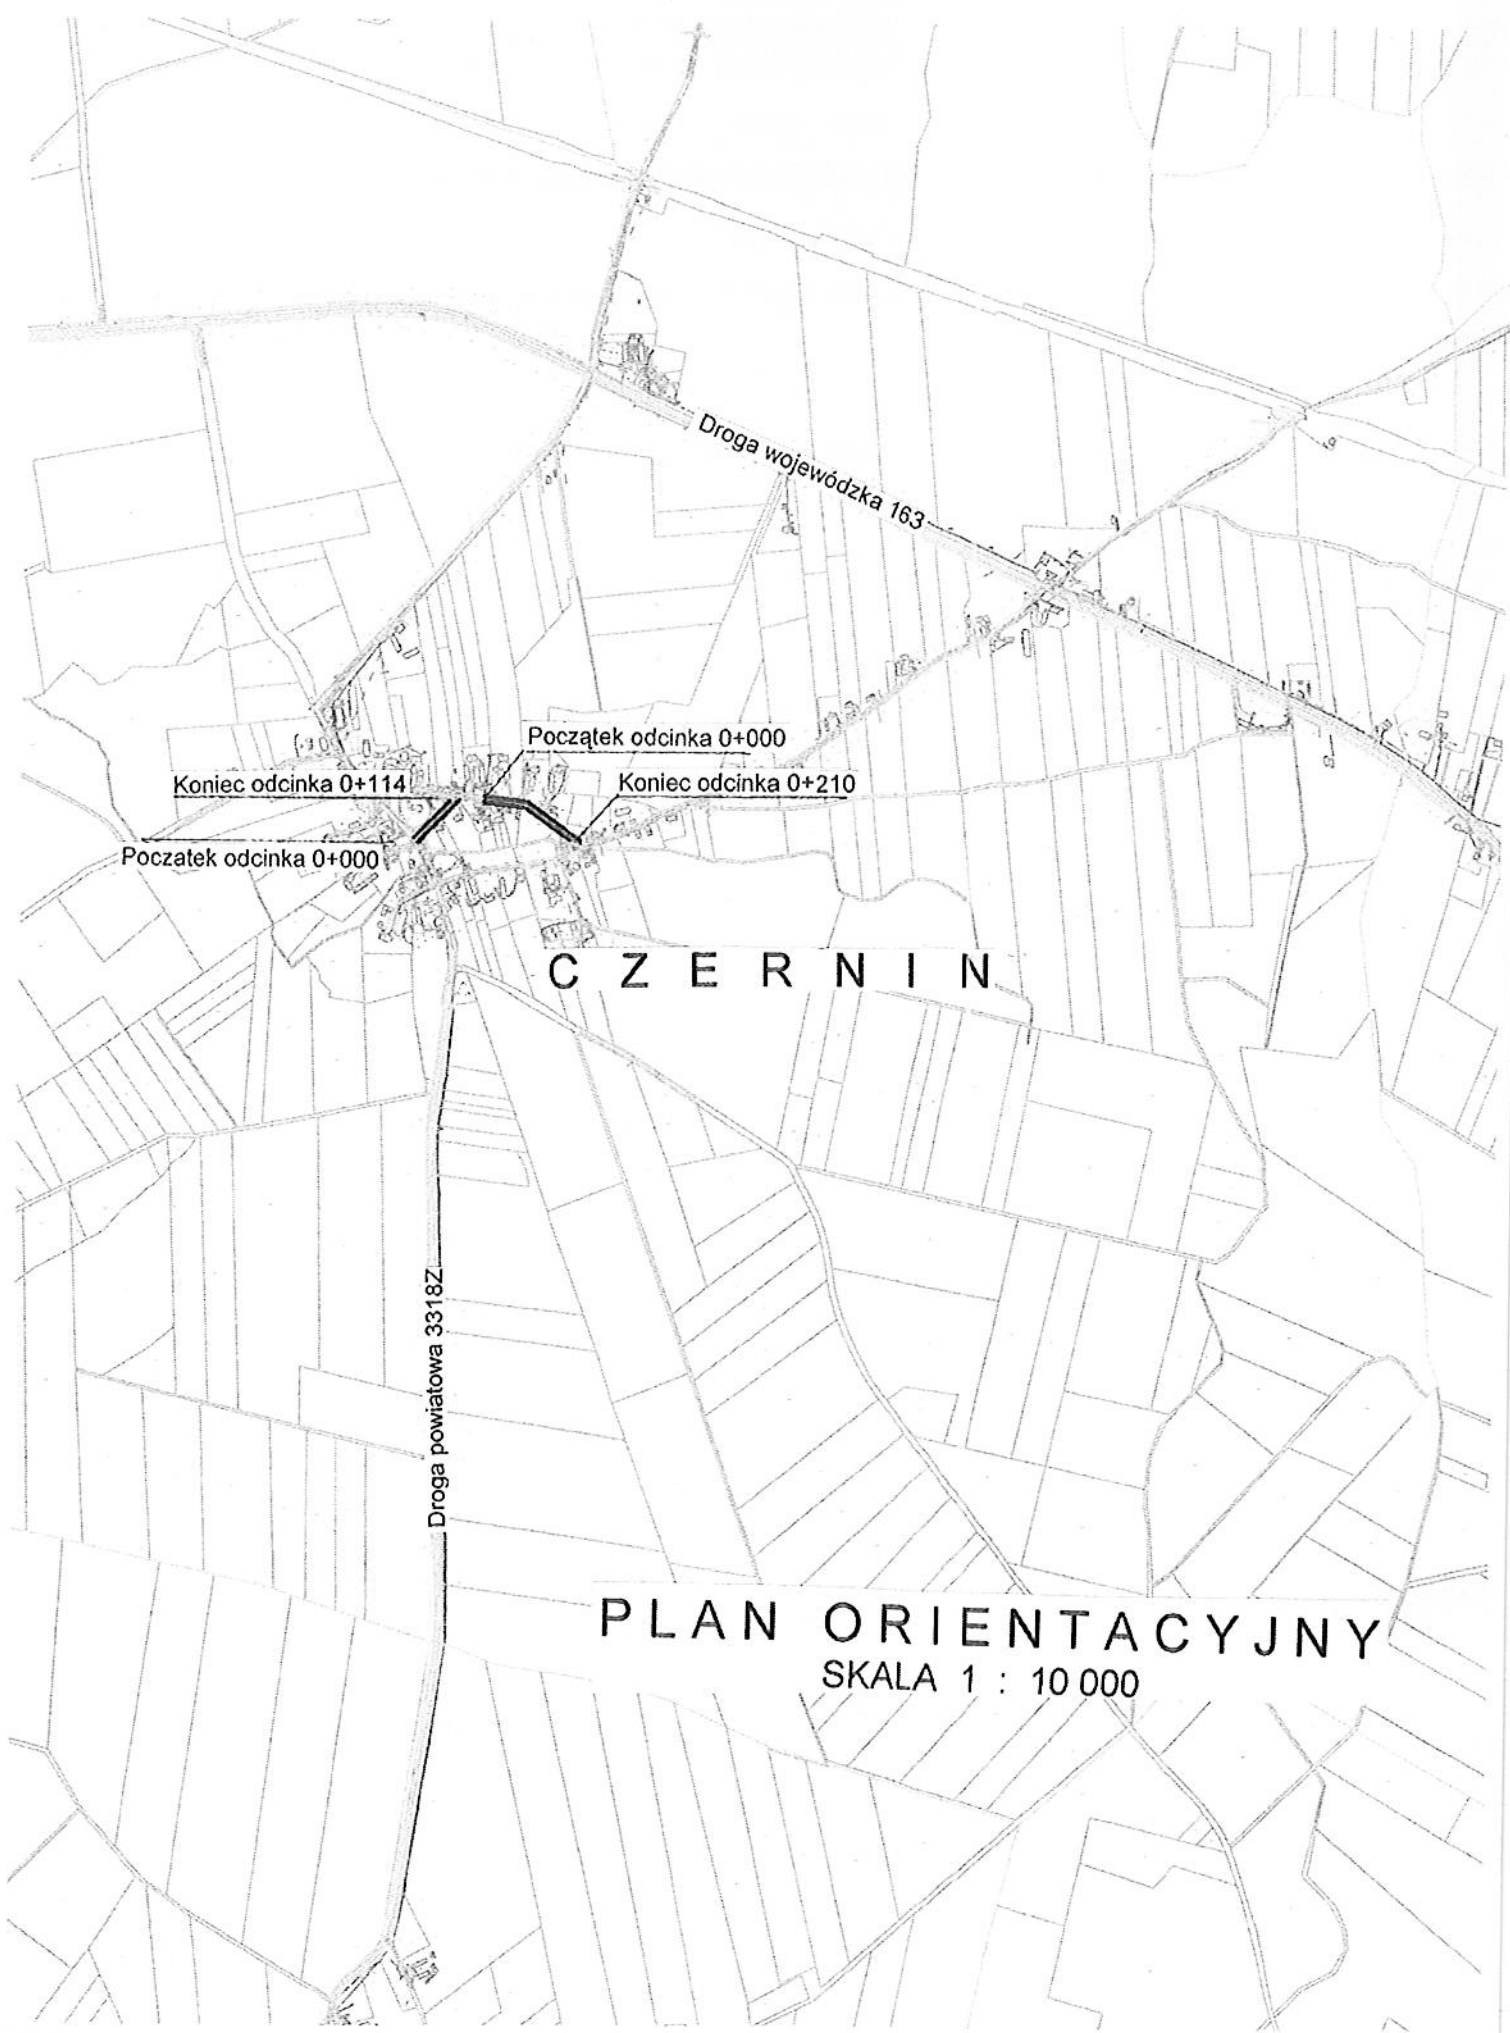 Droga wojewódzka 163
Początek odcinka 0+000
Koniec odcinka 0+114
Koniec odcinka 0+210
Poczatek odcinka 0+000
C Z E R N I N
Droga powiatowa 3318Z
PLAN ORIENTACYJNY
SKALA 1 : 10 000